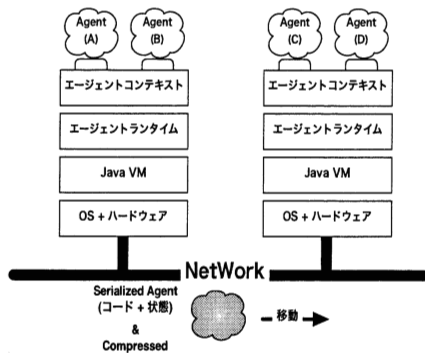 Agent
(A)
Agent
(B)
Agent
(C)
Agent
(D)
エージェントコンテキスト
エージェントコンテキスト
エージェントランタイム
エージェントランタイム
Java VM
Java VM
OS + ハードウェア
OS + ハードウェア
NetWork
Serialized Agent
(コード + 状態)
&
Compressed
移動